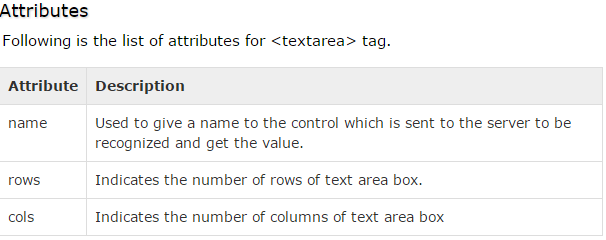 Attributes
Following is the list of attributes for <textarea> tag.
Attribute Description
name Used to give a name to the control which is sent to the server to be
recognized and get the value.
rows Indicates the number of rows of text area box.
cols Indicates the number of columns of text area box